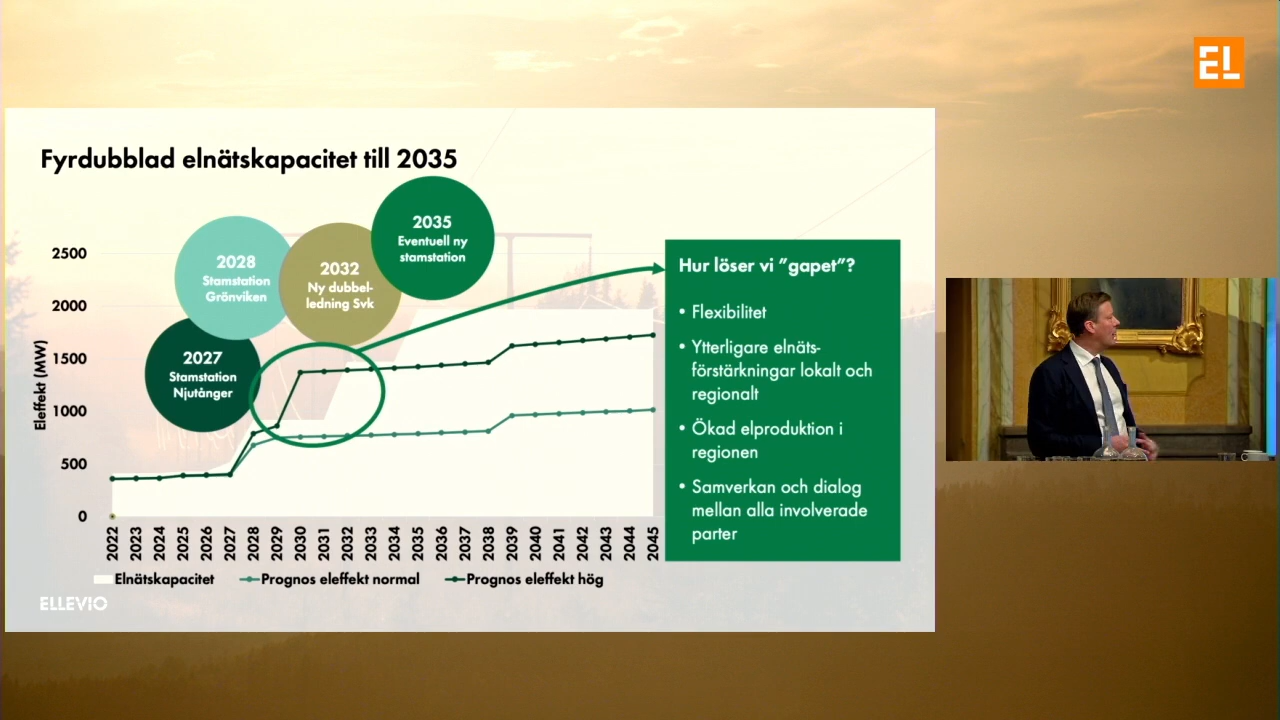 EL
Fyrdubblad elnätskapacitet till 2035
2035
Eventuell ny
stamstation
2028
Stamstation
Grönviken
2032
Ny dubbel-
ledning Svk
2027
Stamstation
Njutånger
Eleffekt (MW)
2500
2000
1500
1000
500
0
2022 2023 2024 2025 2026 2027 2028 2029 2030 2031 2032 2033 2034 2035 2036 2037 2038 2039 2040 2041 2042 2043 2044 2045
Elnätskapacitet Prognos eleffekt normal Prognos eleffekt hög
ELLEVIO
Hur löser vi ”gapet”?
• Flexibilitet
• Ytterligare elnäts-
förstärkningar lokalt och
regionalt
• Ökad elproduktion i
regionen
• Samverkan och dialog
mellan alla involverade
parter